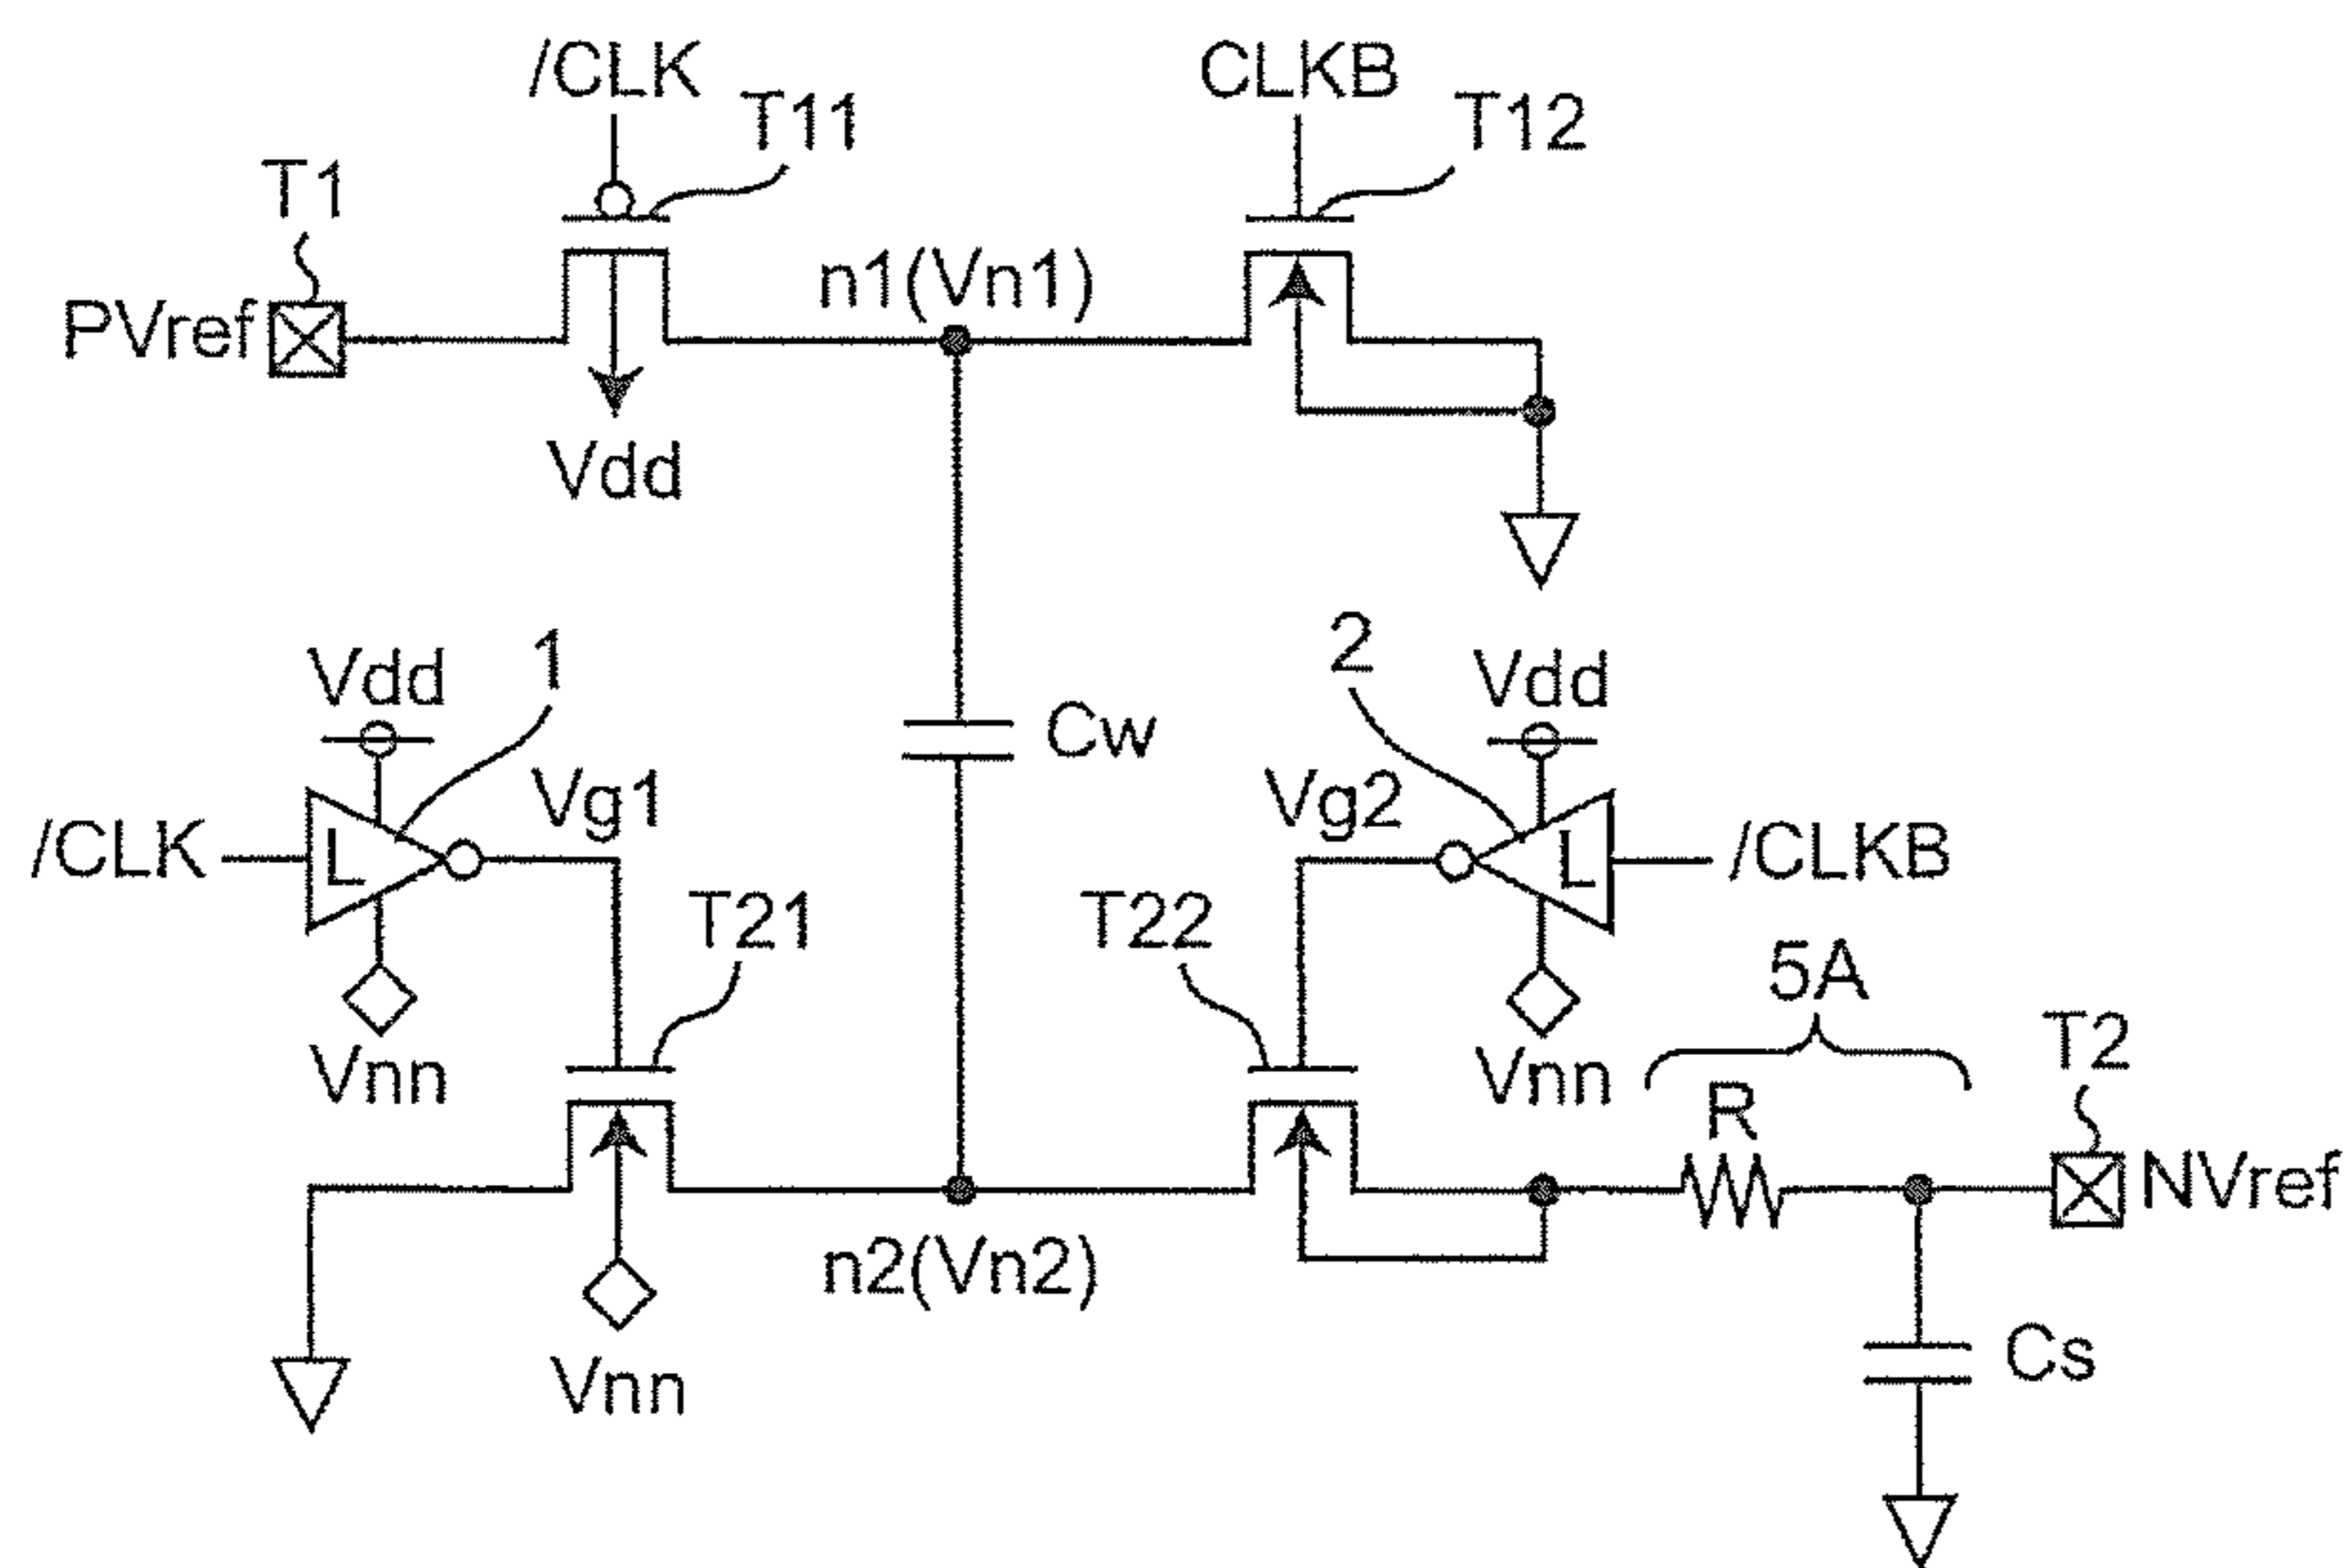 /CLK
CLKB
T11
T12
T1
n1(Vn1)
PVref
Vdd
Vdd
1
2
Vdd
Cw
Vg1
Vg2
/CLK
L
L
/CLKB
T21
T22
5A
Vnn
Vnn
T2
R
NVref
n2(Vn2)
Vnn
Cs